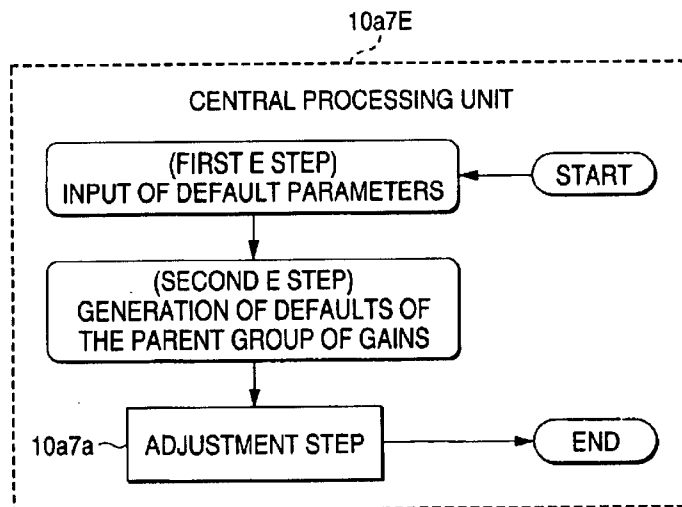 10a7E
CENTRAL PROCESSING UNIT
(FIRST E STEP)
INPUT OF DEFAULT PARAMETERS
START
(SECOND E STEP)
GENERATION OF DEFAULTS OF
THE PARENT GROUP OF GAINS
10a7a
ADJUSTMENT STEP
END